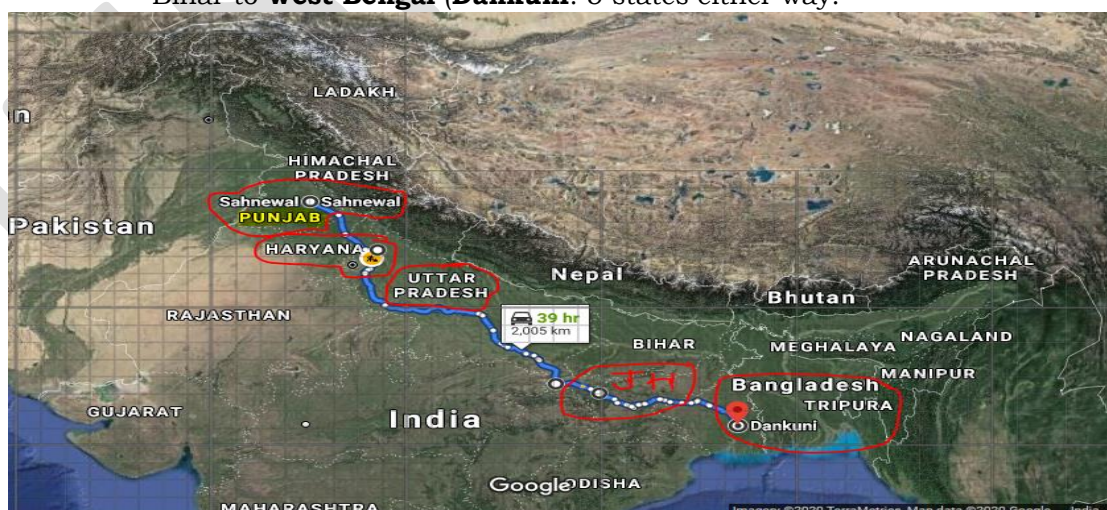 Bihar to west Bengal (Dankuni: 6 states either way.
LADAKH
n
HIMACHAL
PRADESH
Sahnewal Sahnewal
PUNJAB
Pakistan
HARYANA
UTTAR
PRADESH
Nepal
ARUNACHAL
PRADESH
Bhutan
RAJASTHAN
39 hr
2,005 km
BIHAR
MEGHALAYA
NAGALAND
MANIPUR
JH
Bangladesh
TRIPURA
GUJARAT
India
Dankuni
Google
ODISHA
MAHARASHTRA
Imagery ©2020 TerraMetrics, Map data ©2020 Google India